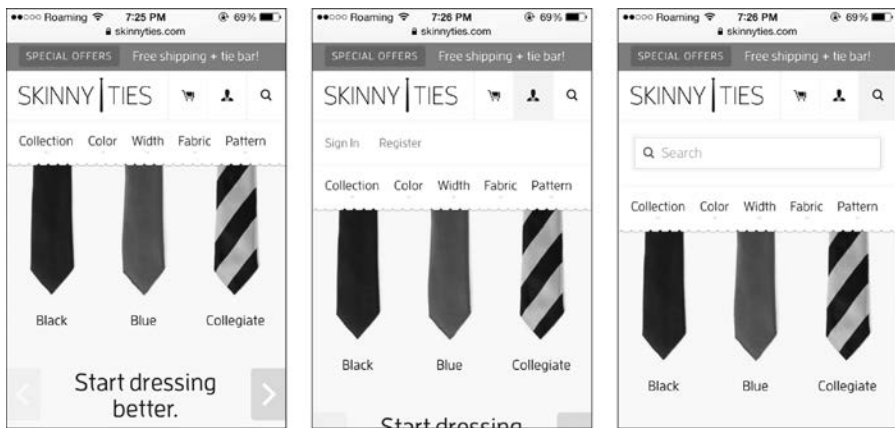 ●●○○○ Roaming 7:25 PM 69%
skinnyties.com
SPECIAL OFFERS Free shipping + tie bar!
SKINNY TIES
Collection Color Width Fabric Pattern
Black Blue Collegiate
Start dressing
better.
●●○○○ Roaming 7:26 PM 69%
skinnyties.com
SPECIAL OFFERS Free shipping + tie bar!
SKINNY TIES
Sign In Register
Collection Color Width Fabric Pattern
Black Blue Collegiate
Start dressing
●●○○○ Roaming 7:26 PM 69%
skinnyties.com
SPECIAL OFFERS Free shipping + tie bar!
SKINNY TIES
Search
Collection Color Width Fabric Pattern
Black Blue Collegiate